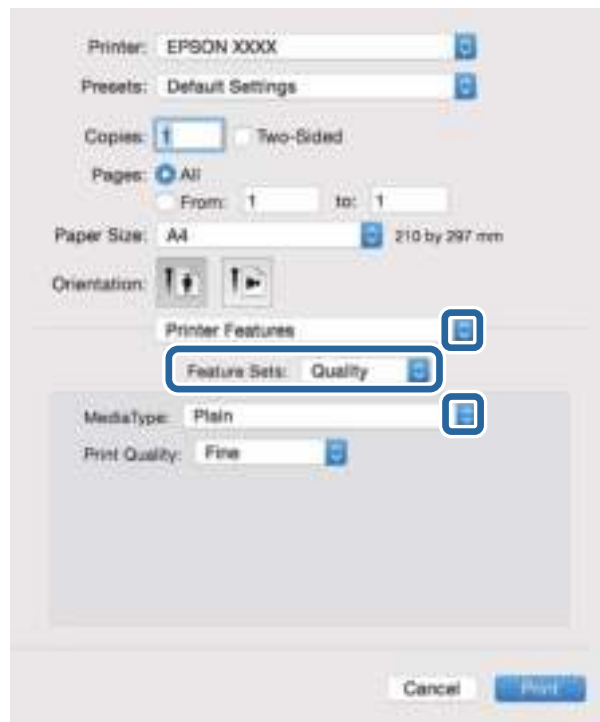 Printer: EPSON XXXX
Presets: Default Settings
Copies: 1 Two-Sided
Pages: All
From: 1 to: 1
Paper Size: A4 210 by 297 mm
Orientation:
Printer Features
Feature Sets: Quality
MediaType: Plain
Print Quality: Fine
Cancel Print